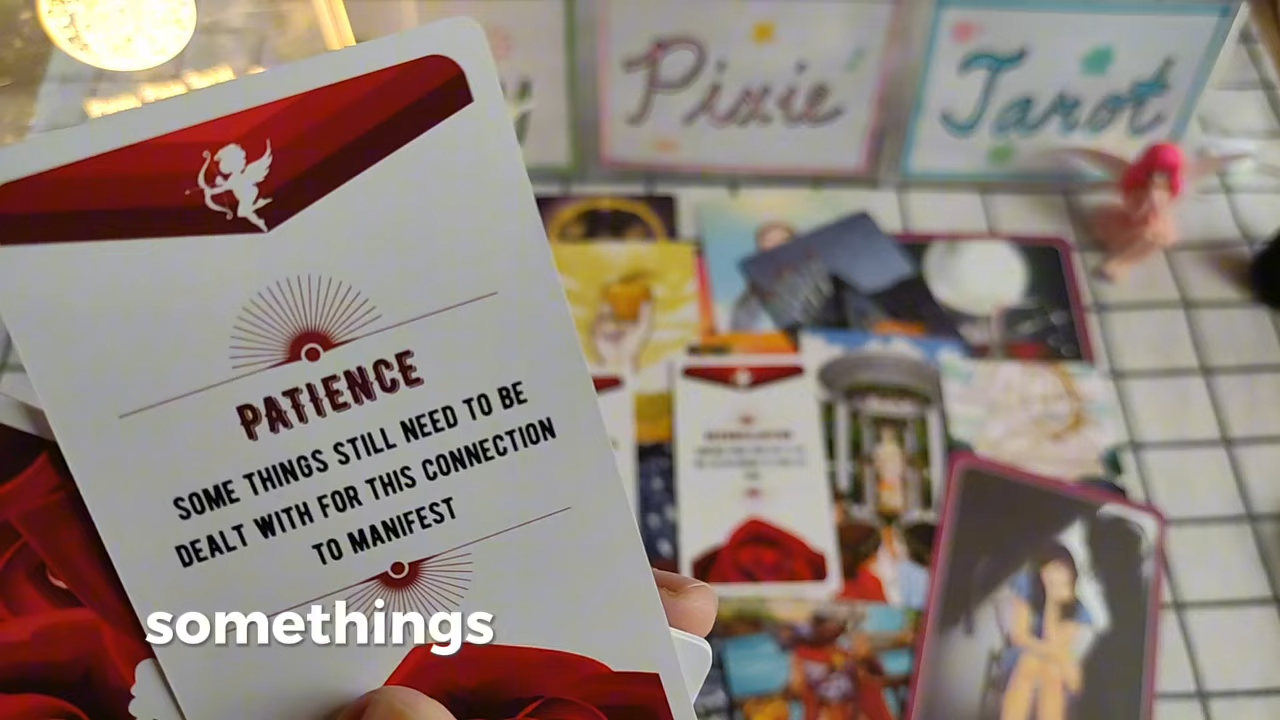 Pixie
Tarot
PATIENCE
SOME THINGS STILL NEED TO BE
DEALT WITH FOR THIS CONNECTION
TO MANIFEST
somethings